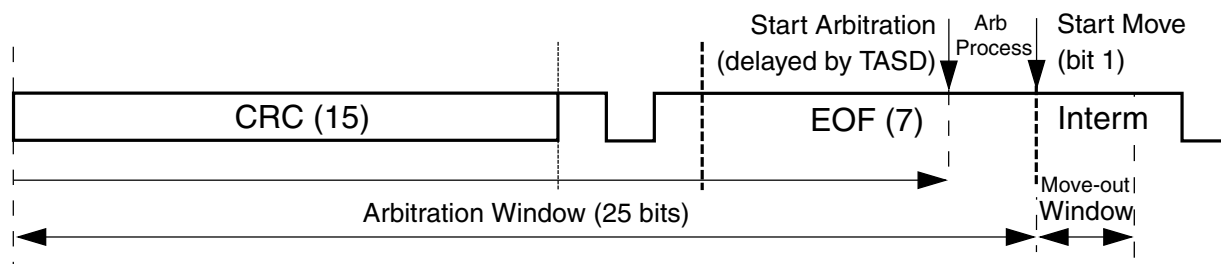 Start Arbitration
(delayed by TASD)
Arb
Process
Start Move
(bit 1)
CRC (15)
EOF (7)
Interm
Arbitration Window (25 bits)
Move-out
Window